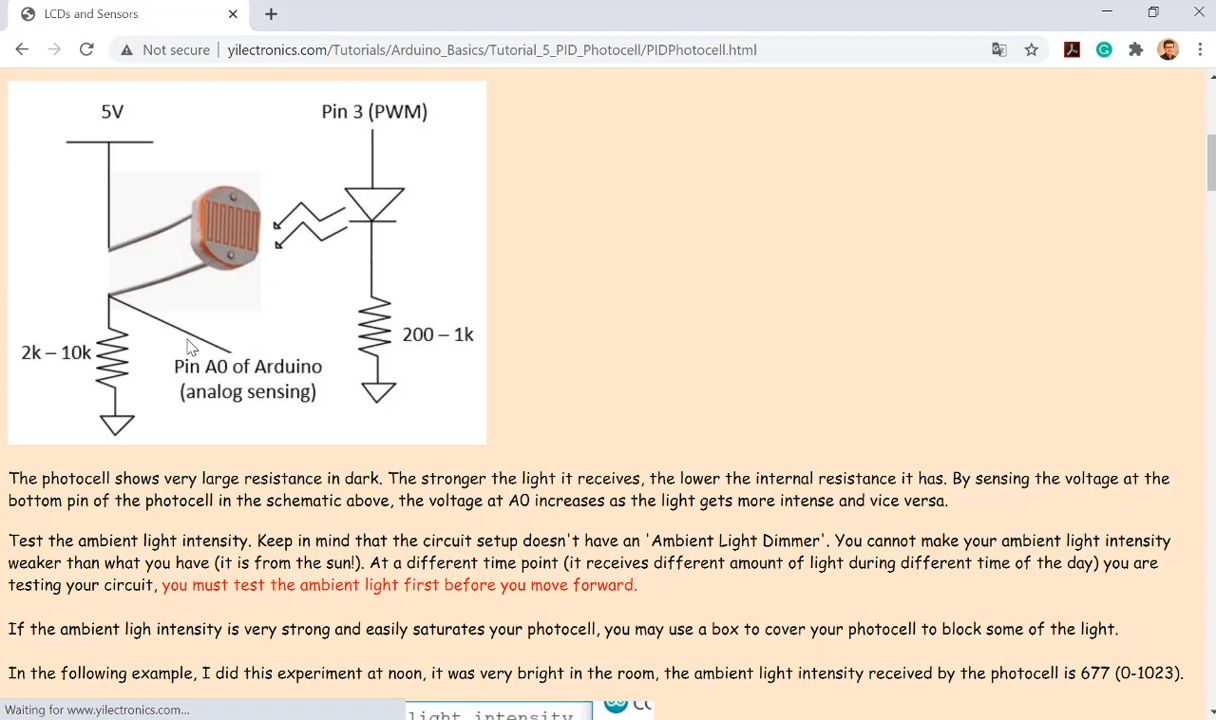 LCDs and Sensors
Not secure
yilectronics.com/Tutorials/Arduino_Basics/Tutorial_5_PID_Photocell/PIDPhotocell.html
5V
Pin 3 (PWM)
200 – 1k
2k – 10k
Pin A0 of Arduino
(analog sensing)
The photocell shows very large resistance in dark. The stronger the light it receives, the lower the internal resistance it has. By sensing the voltage at the
bottom pin of the photocell in the schematic above, the voltage at A0 increases as the light gets more intense and vice versa.
Test the ambient light intensity. Keep in mind that the circuit setup doesn't have an 'Ambient Light Dimmer'. You cannot make your ambient light intensity
weaker than what you have (it is from the sun!). At a different time point (it receives different amount of light during different time of the day) you are
testing your circuit, you must test the ambient light first before you move forward.
If the ambient ligh intensity is very strong and easily saturates your photocell, you may use a box to cover your photocell to block some of the light.
In the following example, I did this experiment at noon, it was very bright in the room, the ambient light intensity received by the photocell is 677 (0-1023).
Waiting for www.yilectronics.com...
light intensity